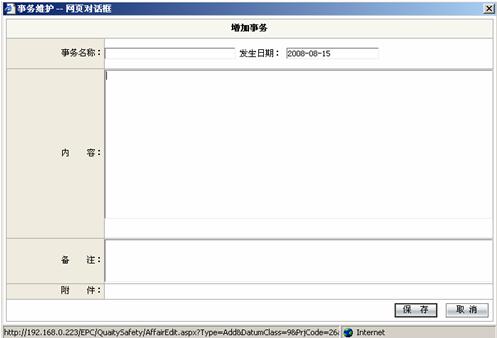 事务维护 -- 网页对话框
增加事务
事务名称： 发生日期： 2008-08-15
内 容：
备 注：
附 件：
保 存 取 消
http://192.168.0.223/EPC/QuaitySafety/AffairEdit.aspx?Type=Add&DatumClass=9&PrjCode=26& Internet